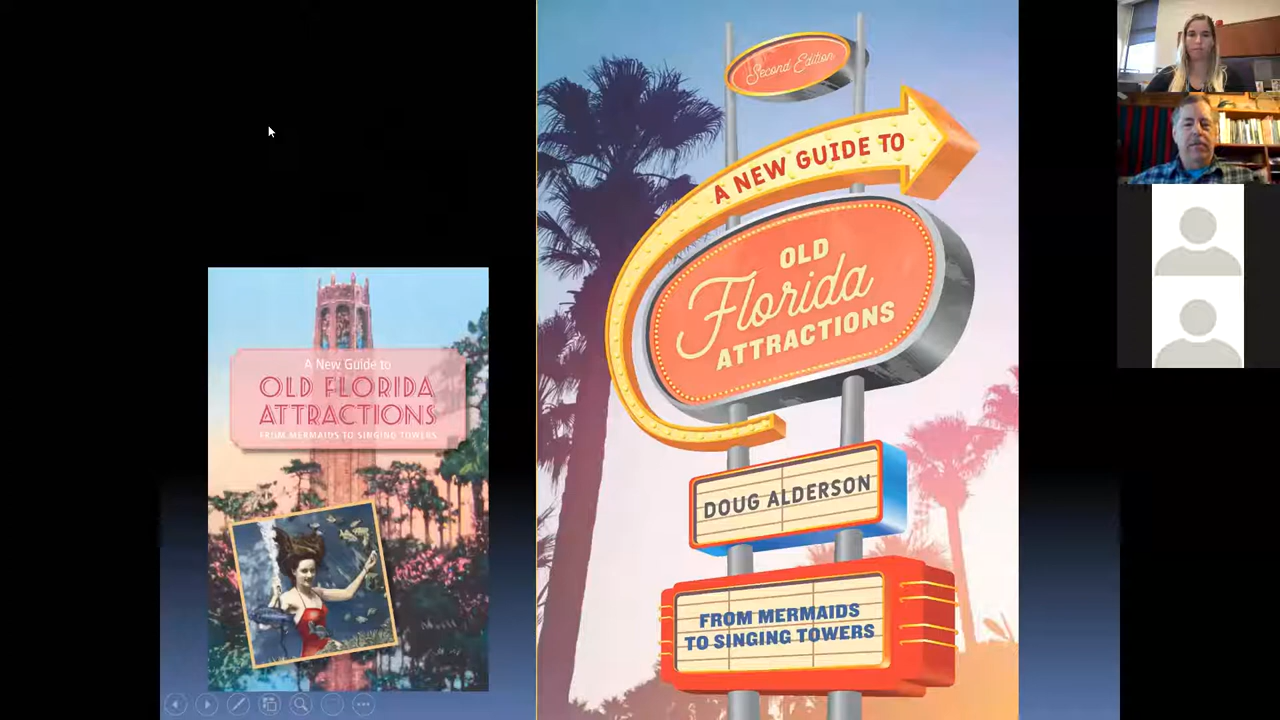 A New Guide to
OLD FLORIDA
ATTRACTIONS
FROM MERMAIDS TO SINGING TOWERS
Second Edition
A NEW GUIDE TO
OLD
Florida
ATTRACTIONS
DOUG ALDERSON
FROM MERMAIDS
TO SINGING TOWERS